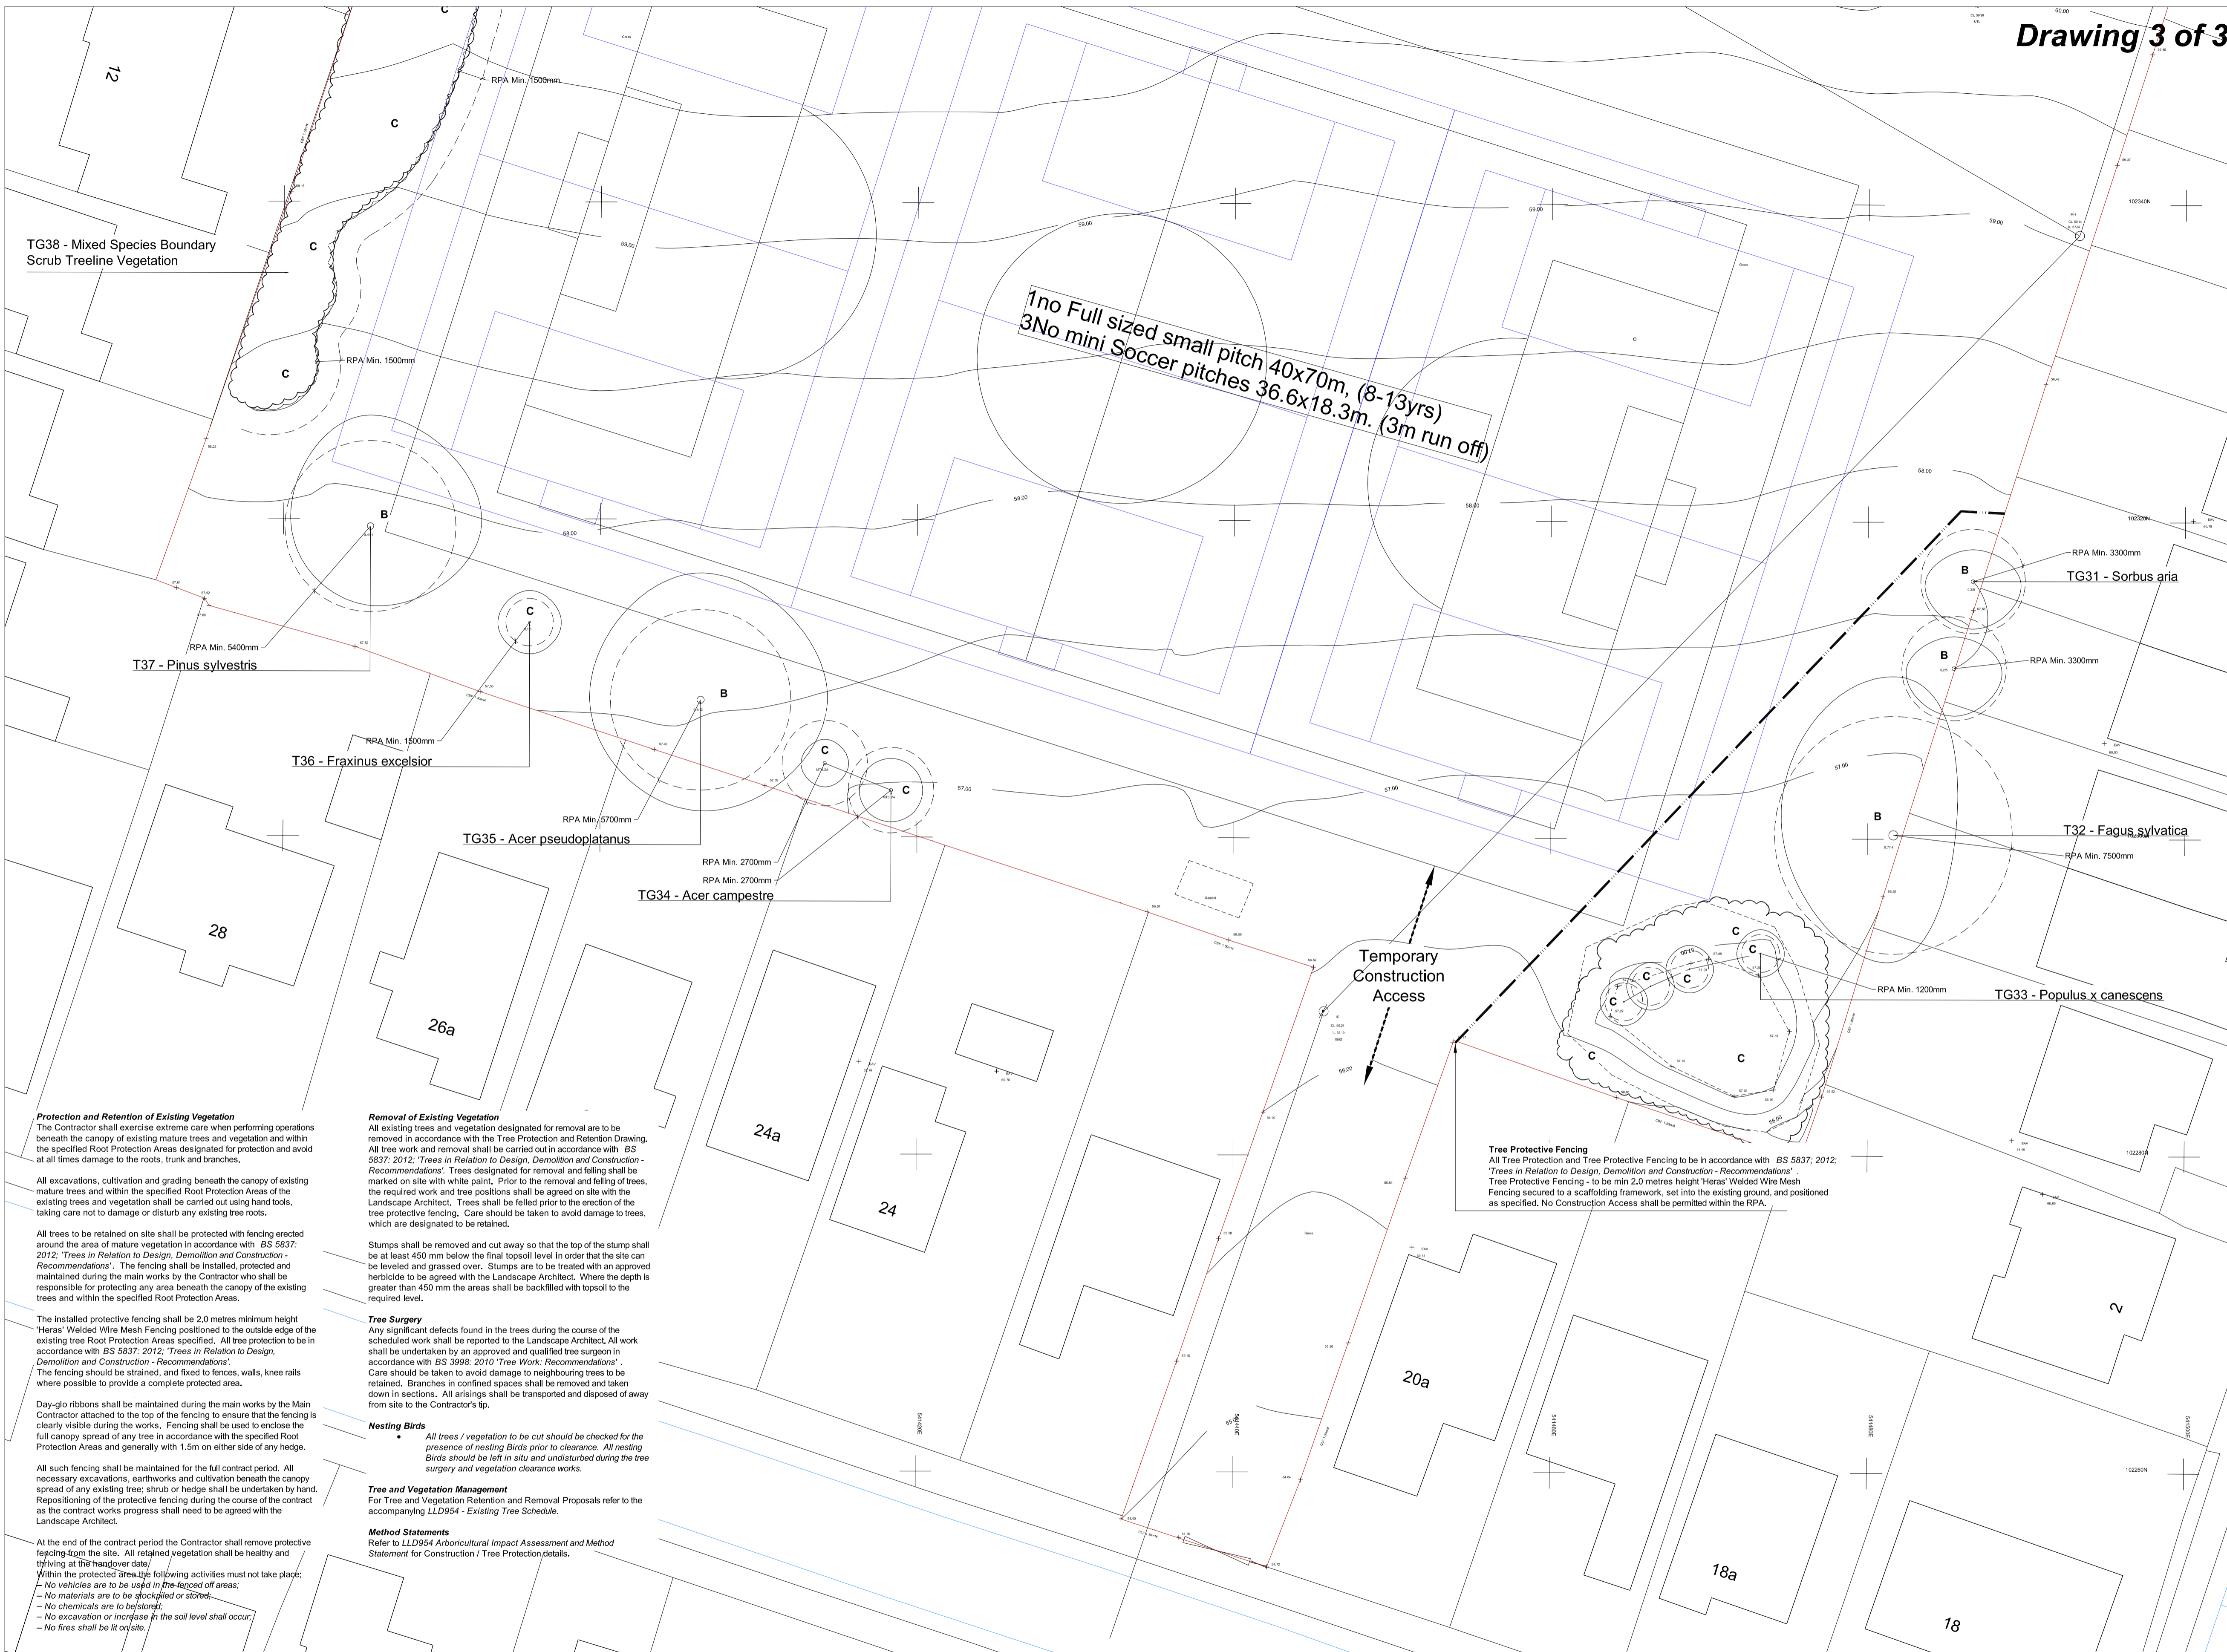 Drawing 3 of 3
12
C
C
C
C
RPA Min. 1500mm
TG38 - Mixed Species Boundary
Scrub Treeline Vegetation
RPA Min. 1500mm
60.00
59.00
59.00
59.00
59.00
Grass
Grass
102340N
1no Full sized small pitch 40x70m, (8-13yrs)
3No mini Soccer pitches 36.6x18.3m. (3m run off)
58.00
58.00
58.00
58.00
102320N
B
RPA Min. 5400mm
T37 - Pinus sylvestris
C
RPA Min. 1500mm
T36 - Fraxinus excelsior
B
RPA Min. 5700mm
TG35 - Acer pseudoplatanus
C
C
RPA Min. 2700mm
RPA Min. 2700mm
TG34 - Acer campestre
57.00
57.00
57.00
B
RPA Min. 3300mm
TG31 - Sorbus aria
B
RPA Min. 3300mm
B
T32 - Fagus sylvatica
RPA Min. 7500mm
C
C
C
C
C
C
C
57.00
RPA Min. 1200mm
TG33 - Populus x canescens
56.00
Sandpit
Temporary
Construction
Access
56.00
55.00
28
26a
24a
24
20a
18a
18
2
102280N
102260N
541420E
541440E
541460E
541480E
541500E
Grass
Protection and Retention of Existing Vegetation
The Contractor shall exercise extreme care when performing operations
beneath the canopy of existing mature trees and vegetation and within
the specified Root Protection Areas designated for protection and avoid
at all times damage to the roots, trunk and branches.
All excavations, cultivation and grading beneath the canopy of existing
mature trees and within the specified Root Protection Areas of the
existing trees and vegetation shall be carried out using hand tools,
taking care not to damage or disturb any existing tree roots.
All trees to be retained on site shall be protected with fencing erected
around the area of mature vegetation in accordance with BS 5837:
2012; 'Trees in Relation to Design, Demolition and Construction -
Recommendations'. The fencing shall be installed, protected and
maintained during the main works by the Contractor who shall be
responsible for protecting any area beneath the canopy of the existing
trees and within the specified Root Protection Areas.
The installed protective fencing shall be 2.0 metres minimum height
'Heras' Welded Wire Mesh Fencing positioned to the outside edge of the
existing tree Root Protection Areas specified. All tree protection to be in
accordance with BS 5837: 2012; 'Trees in Relation to Design,
Demolition and Construction - Recommendations'.
The fencing should be strained, and fixed to fences, walls, knee rails
where possible to provide a complete protected area.
Day-glo ribbons shall be maintained during the main works by the Main
Contractor attached to the top of the fencing to ensure that the fencing is
clearly visible during the works. Fencing shall be used to enclose the
full canopy spread of any tree in accordance with the specified Root
Protection Areas and generally with 1.5m on either side of any hedge.
All such fencing shall be maintained for the full contract period. All
necessary excavations, earthworks and cultivation beneath the canopy
spread of any existing tree; shrub or hedge shall be undertaken by hand.
Repositioning of the protective fencing during the course of the contract
as the contract works progress shall need to be agreed with the
Landscape Architect.
At the end of the contract period the Contractor shall remove protective
fencing from the site. All retained vegetation shall be healthy and
thriving at the handover date.
Within the protected area the following activities must not take place;
– No vehicles are to be used in the fenced off areas;
– No materials are to be stockpiled or stored;
– No chemicals are to be stored;
– No excavation or increase in the soil level shall occur;
– No fires shall be lit on site.
Removal of Existing Vegetation
All existing trees and vegetation designated for removal are to be
removed in accordance with the Tree Protection and Retention Drawing.
All tree work and removal shall be carried out in accordance with BS
5837: 2012; 'Trees in Relation to Design, Demolition and Construction -
Recommendations'. Trees designated for removal and felling shall be
marked on site with white paint. Prior to the removal and felling of trees,
the required work and tree positions shall be agreed on site with the
Landscape Architect. Trees shall be felled prior to the erection of the
tree protective fencing. Care should be taken to avoid damage to trees,
which are designated to be retained.
Stumps shall be removed and cut away so that the top of the stump shall
be at least 450 mm below the final topsoil level in order that the site can
be leveled and grassed over. Stumps are to be treated with an approved
herbicide to be agreed with the Landscape Architect. Where the depth is
greater than 450 mm the areas shall be backfilled with topsoil to the
required level.
Tree Surgery
Any significant defects found in the trees during the course of the
scheduled work shall be reported to the Landscape Architect. All work
shall be undertaken by an approved and qualified tree surgeon in
accordance with BS 3998: 2010 'Tree Work: Recommendations' .
Care should be taken to avoid damage to neighbouring trees to be
retained. Branches in confined spaces shall be removed and taken
down in sections. All arisings shall be transported and disposed of away
from site to the Contractor's tip.
Nesting Birds
• All trees / vegetation to be cut should be checked for the
presence of nesting Birds prior to clearance. All nesting
Birds should be left in situ and undisturbed during the tree
surgery and vegetation clearance works.
Tree and Vegetation Management
For Tree and Vegetation Retention and Removal Proposals refer to the
accompanying LLD954 - Existing Tree Schedule.
Method Statements
Refer to LLD954 Arboricultural Impact Assessment and Method
Statement for Construction / Tree Protection details.
Tree Protective Fencing
All Tree Protection and Tree Protective Fencing to be in accordance with BS 5837; 2012;
'Trees in Relation to Design, Demolition and Construction - Recommendations' .
Tree Protective Fencing - to be min 2.0 metres height 'Heras' Welded Wire Mesh
Fencing secured to a scaffolding framework, set into the existing ground, and positioned
as specified. No Construction Access shall be permitted within the RPA.